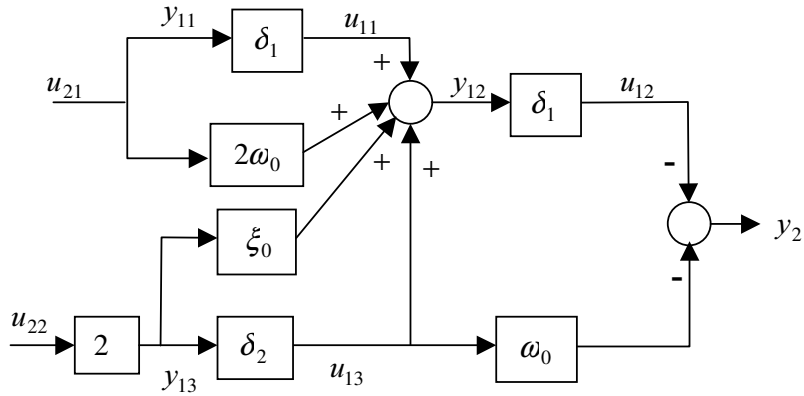 y₁₁
δ₁
u₁₁
+
u₂₁
y₁₂
δ₁
u₁₂
+
2ω₀
+
+
-
ξ₀
y₂
-
u₂₂
2
y₁₃
δ₂
u₁₃
ω₀